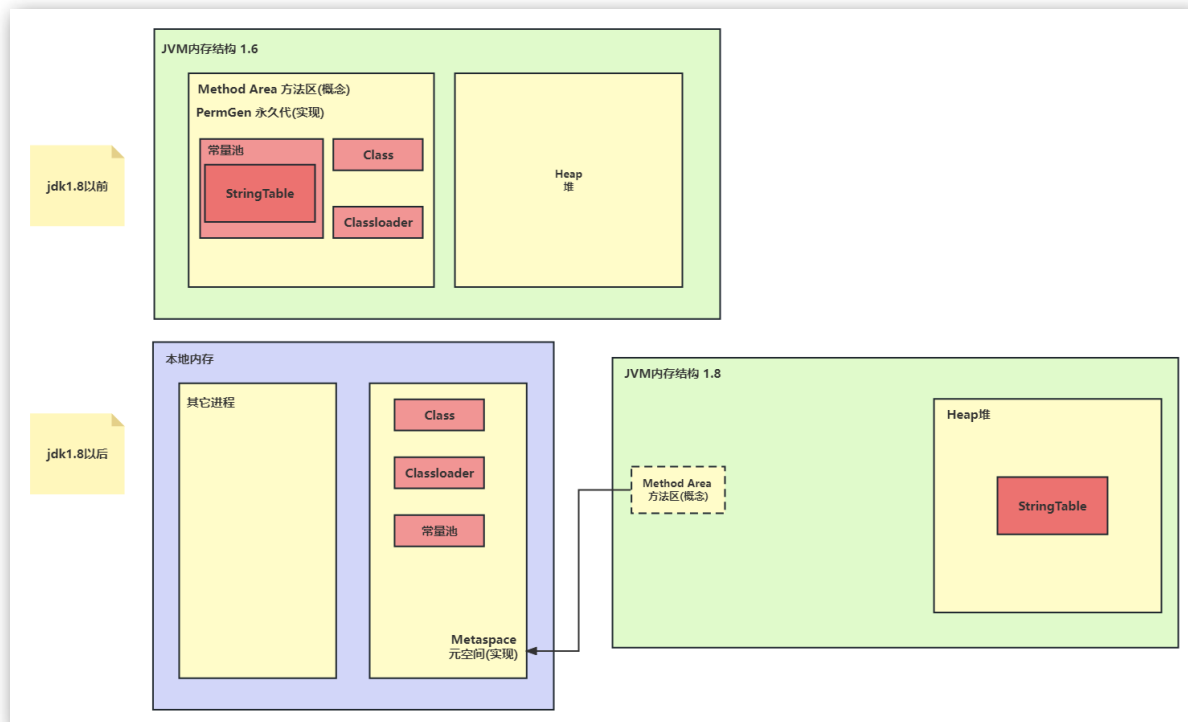 JVM内存结构 1.6
Method Area 方法区(概念)
PermGen 永久代(实现)
常量池
StringTable
Class
Classloader
Heap
堆
jdk1.8以前
本地内存
其它进程
Class
Classloader
常量池
Metaspace
元空间(实现)
jdk1.8以后
JVM内存结构 1.8
Method Area
方法区(概念)
Heap堆
StringTable